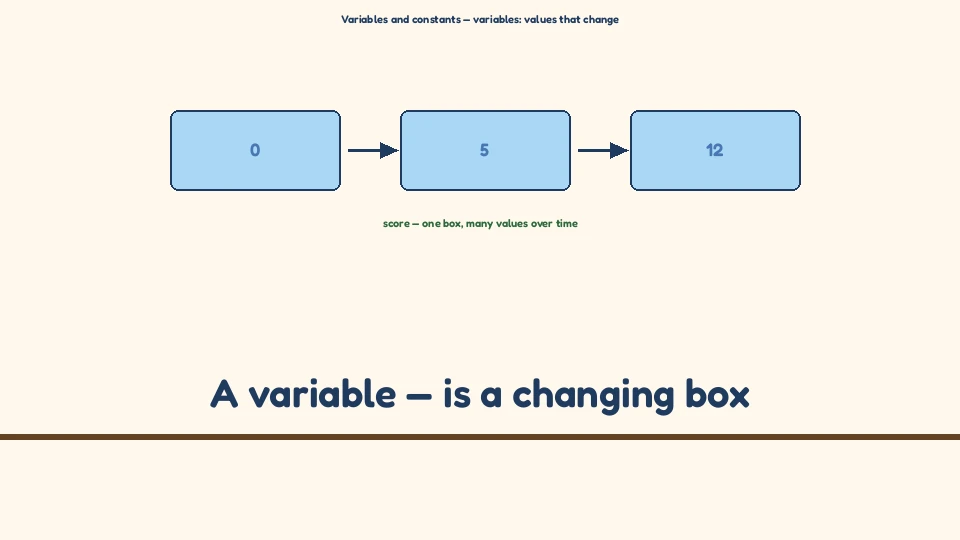 Variables and constants — variables: values that change
0
5
12
score — one box, many values over time
A variable — is a changing box